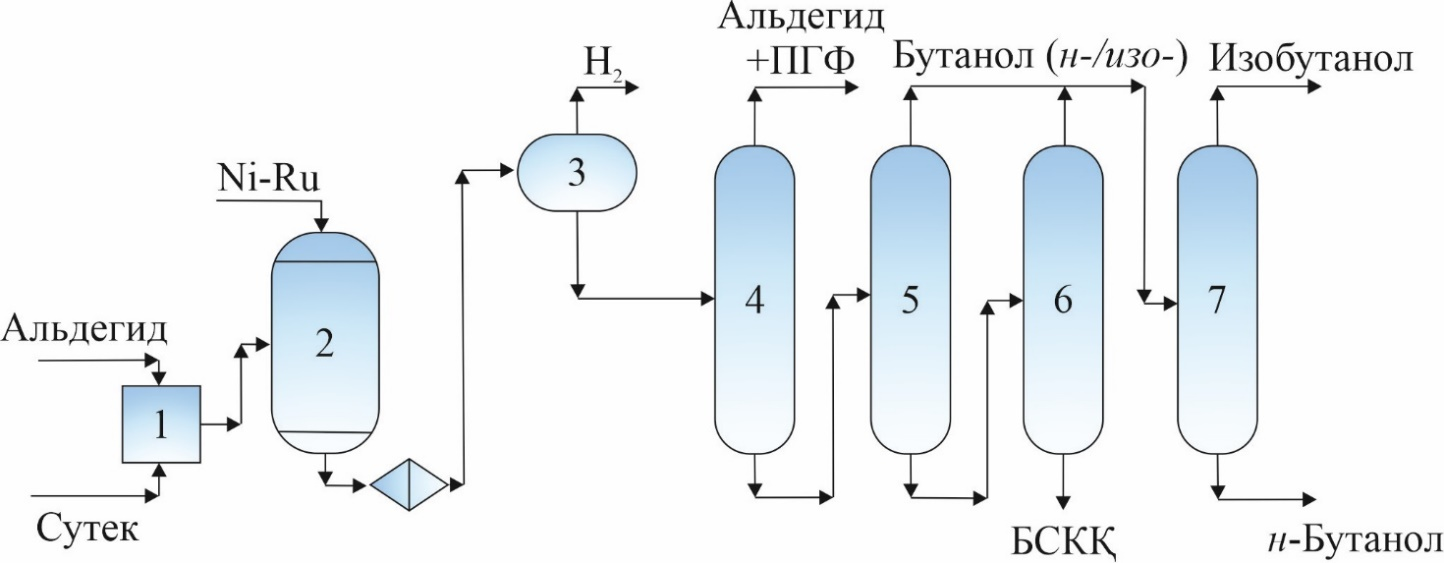 Альдегид
+ПГФ
Бутанол (н-/изо-)
Изобутанол
H₂
Ni-Ru
3
Альдегид
2
4
5
6
7
1
Сутек
БСКҚ
н-Бутанол